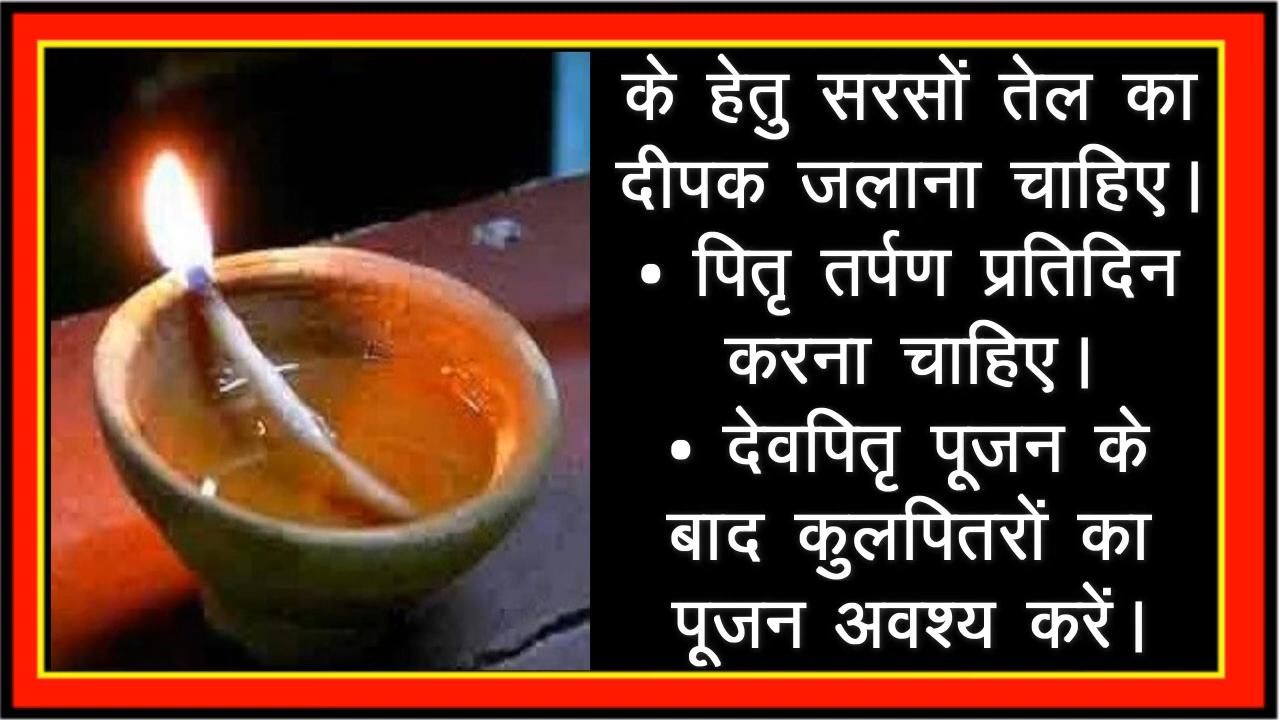 के हेतु सरसों तेल का
दीपक जलाना चाहिए।
• पितृ तर्पण प्रतिदिन
करना चाहिए।
• देवपितृ पूजन के
बाद कुलपितरों का
पूजन अवश्य करें।